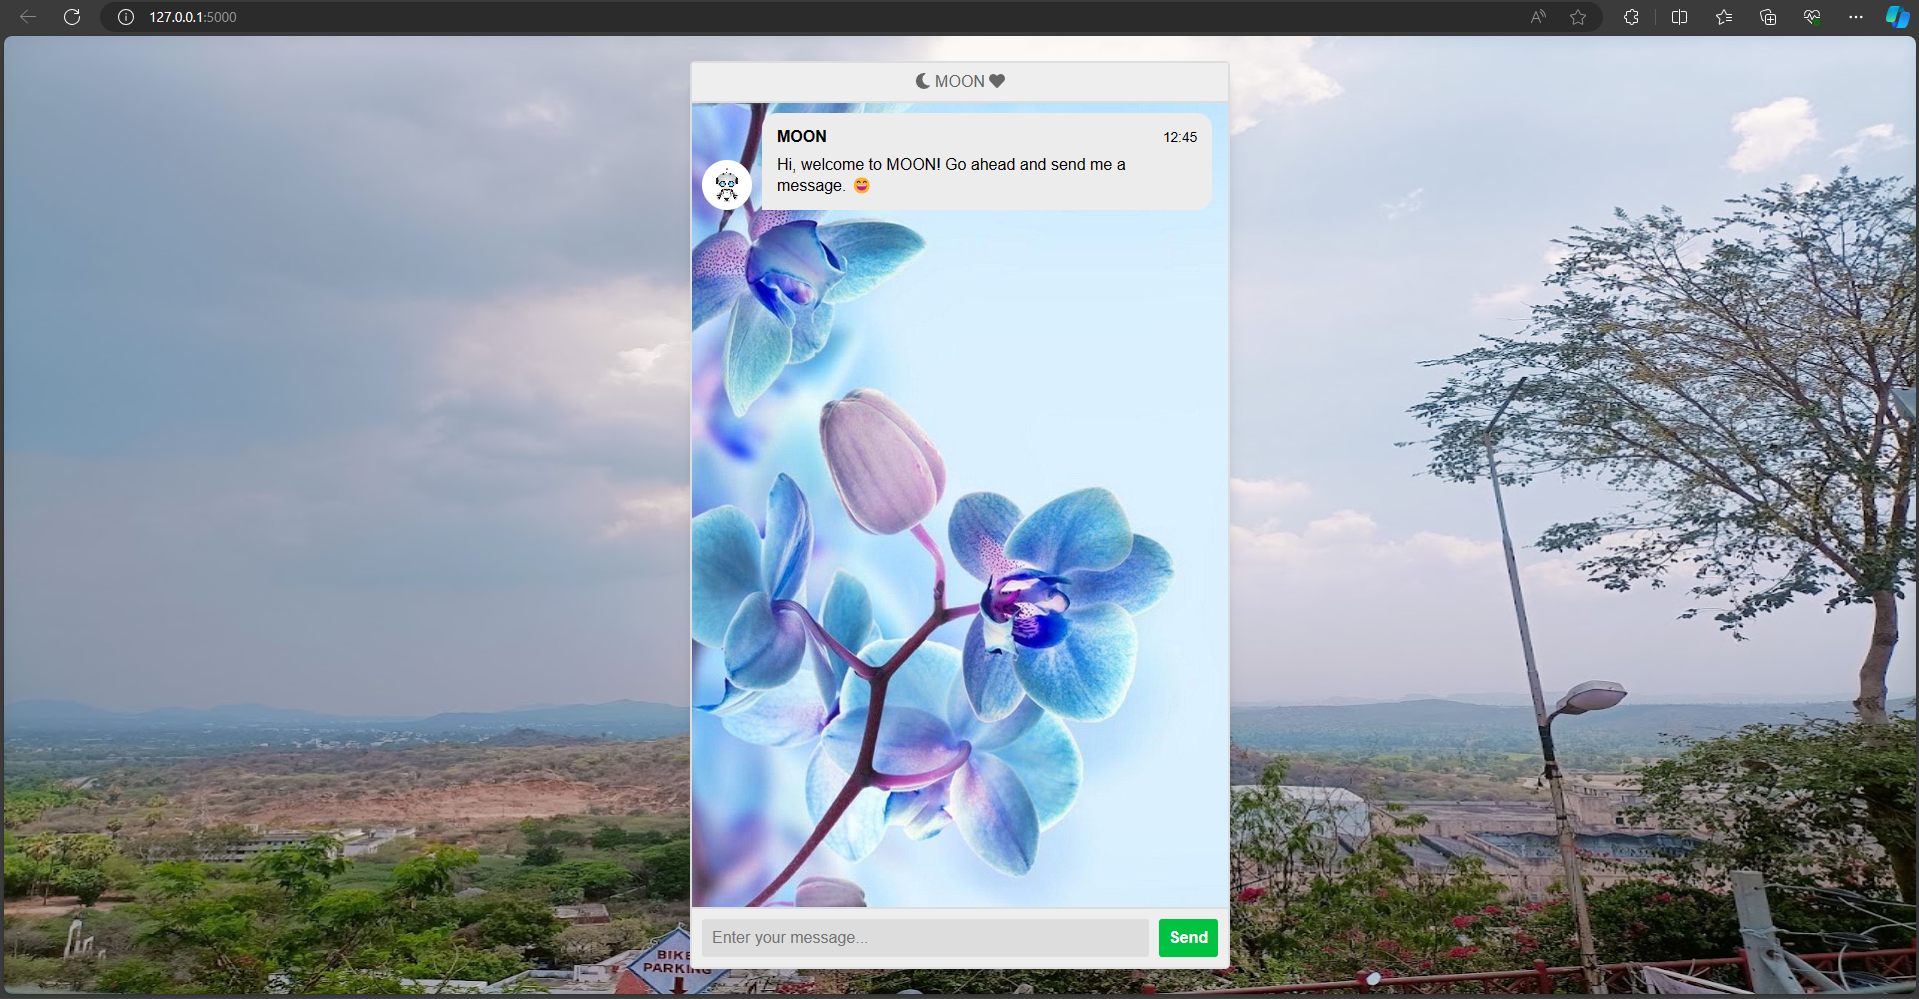 127.0.0.1:5000
MOON
MOON
12:45
Hi, welcome to MOON! Go ahead and send me a
message. 😄
Enter your message...
Send
BIKE
PARKING